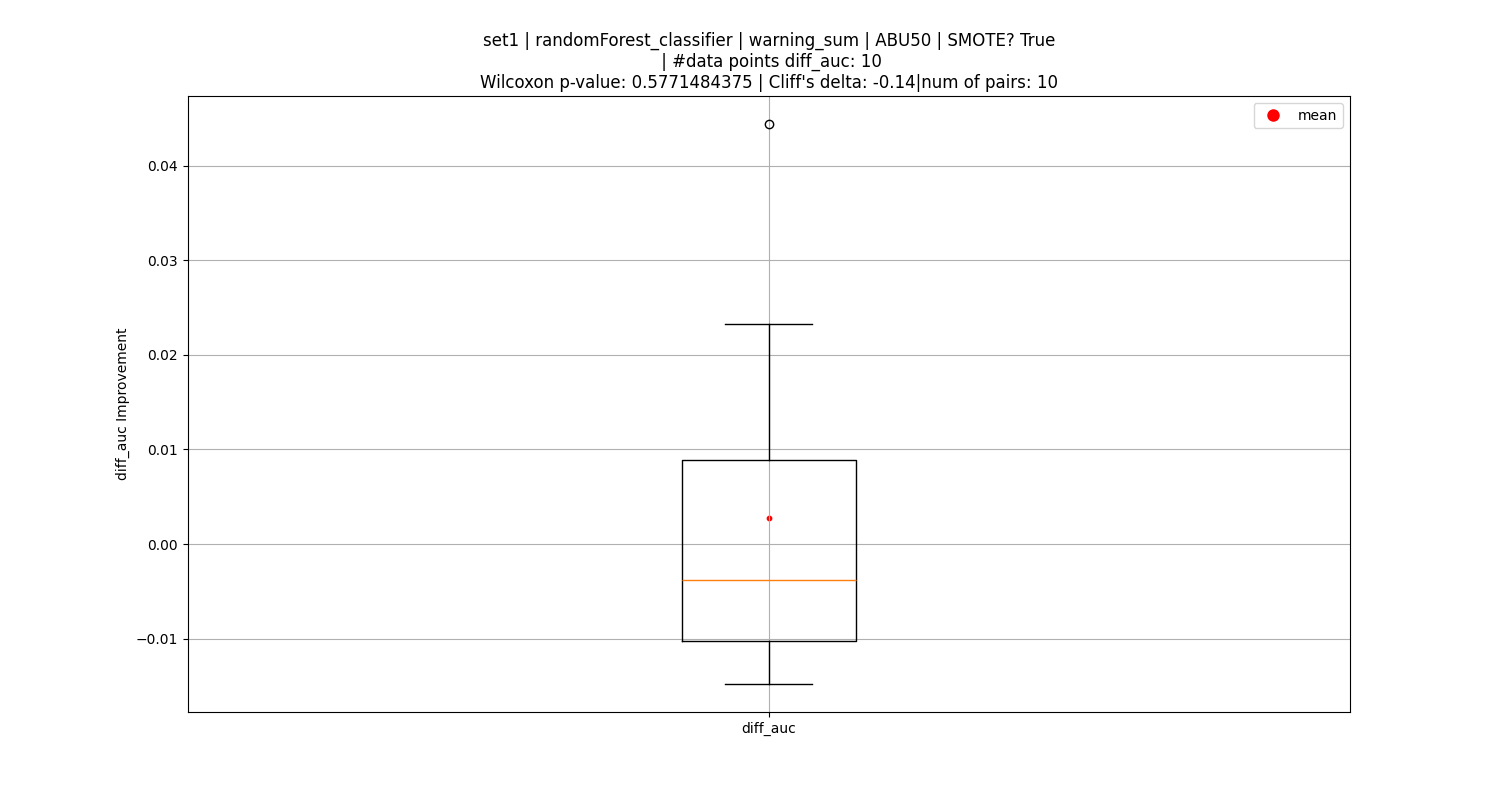 set1 | randomForest_classifier | warning_sum | ABU50 | SMOTE? True
| #data points diff_auc: 10
Wilcoxon p-value: 0.5771484375 | Cliff's delta: -0.14|num of pairs: 10
mean
0.04
0.03
0.02
0.01
0.00
−0.01
diff_auc Improvement
diff_auc